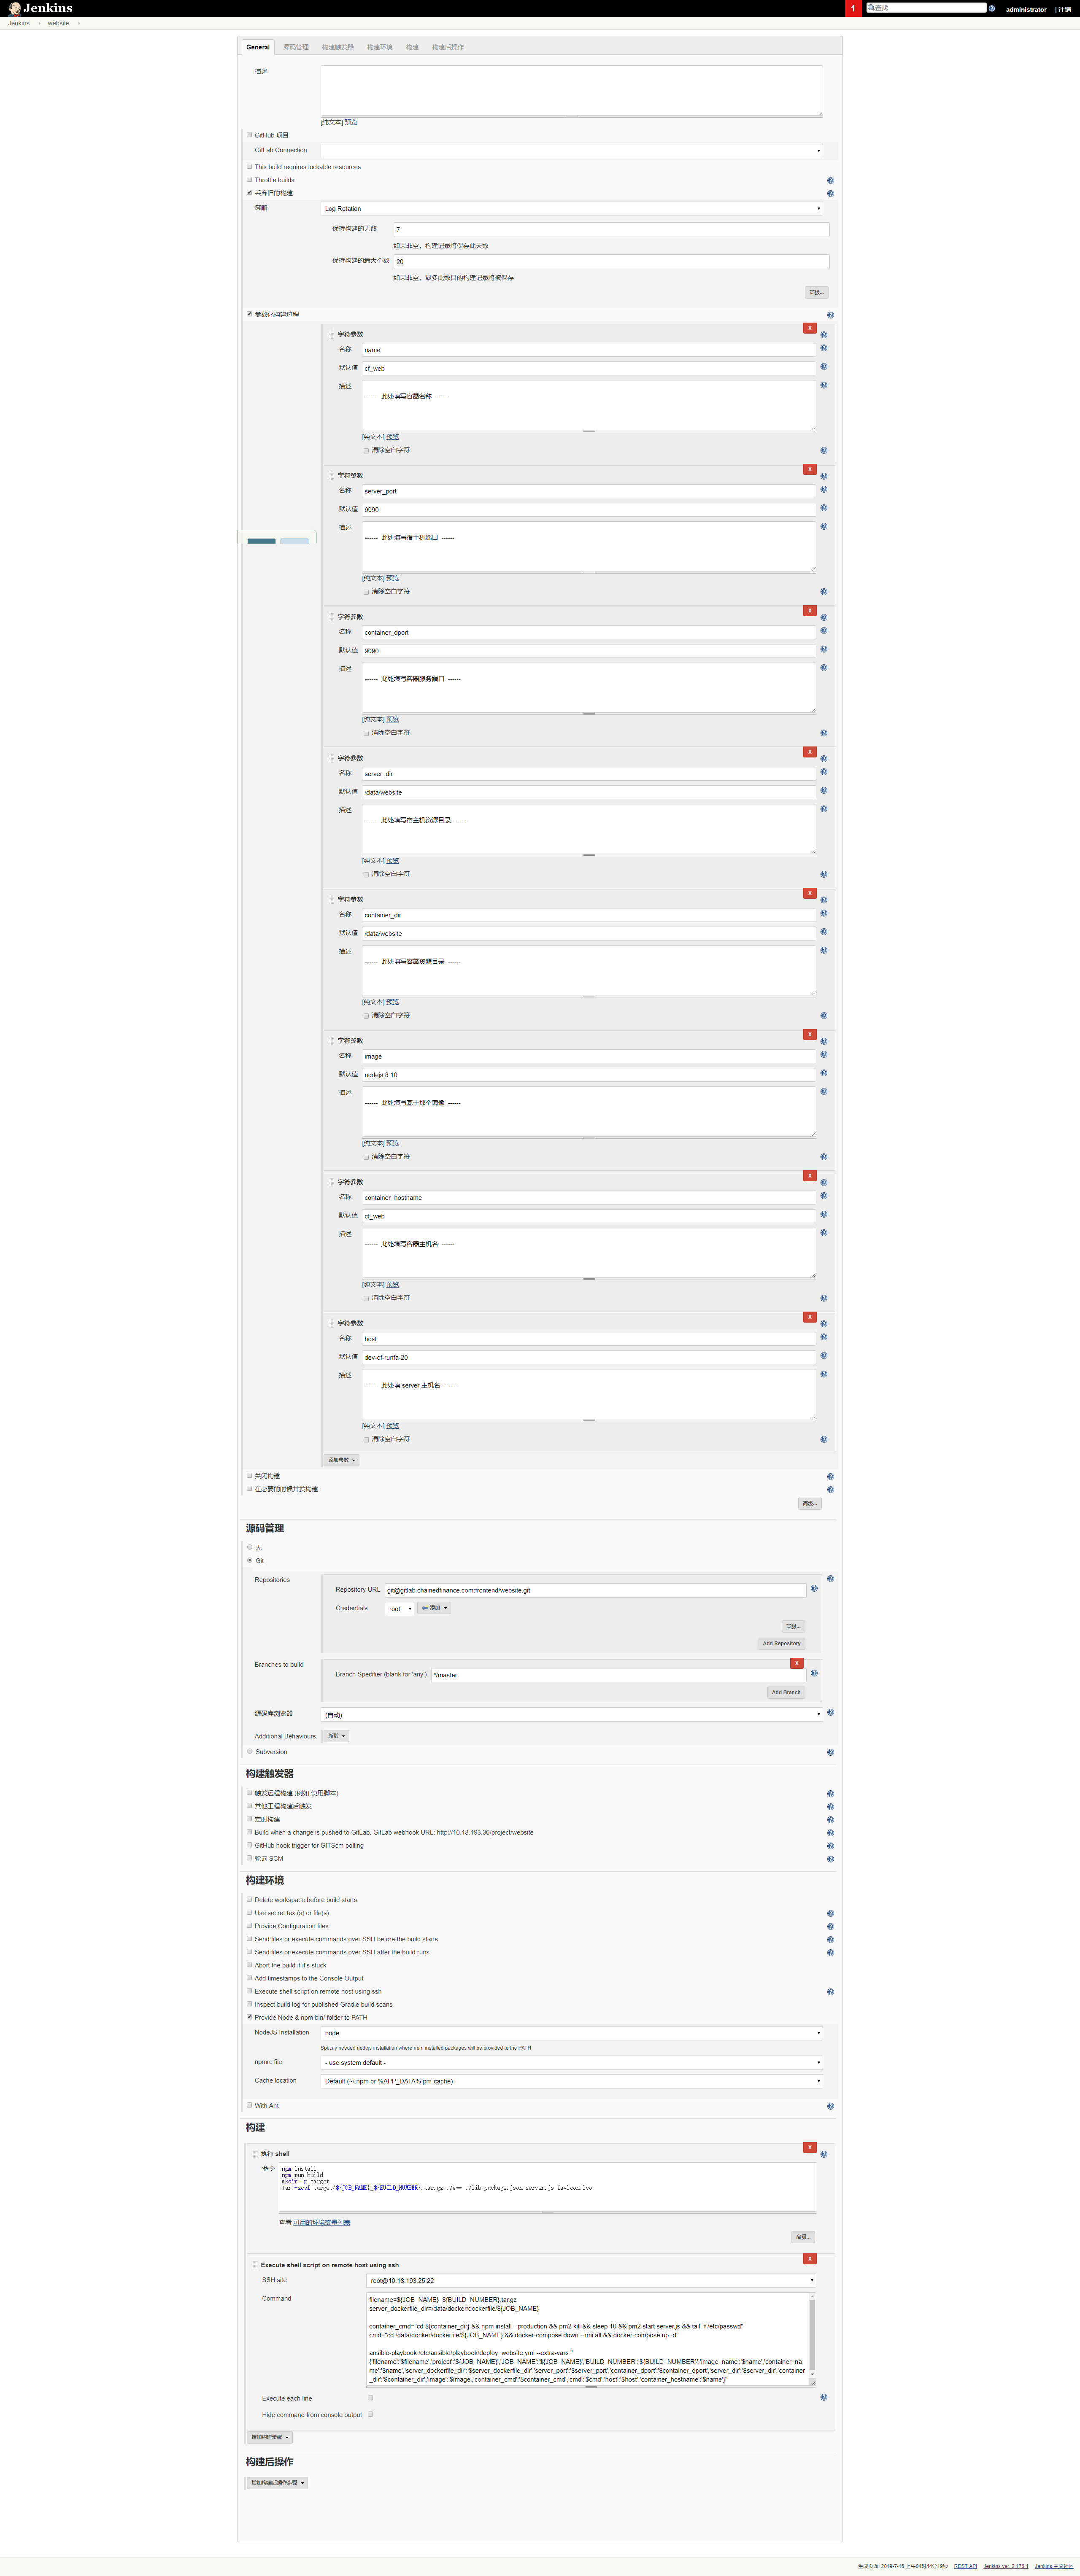 Jenkins
1
查找
administrator
| 注销
Jenkins
website
General
源码管理
构建触发器
构建环境
构建
构建后操作
描述
[纯文本] 预览
GitHub 项目
GitLab Connection
This build requires lockable resources
Throttle builds
丢弃旧的构建
策略
Log Rotation
保持构建的天数
7
如果非空，构建记录将保存此天数
保持构建的最大个数
20
如果非空，最多此数目的构建记录将被保存
高级...
参数化构建过程
X
字符参数
名称
name
默认值
cf_web
描述
------ 此处填写容器名称 ------
[纯文本] 预览
清除空白字符
X
字符参数
名称
server_port
默认值
9090
描述
------ 此处填写宿主机端口 ------
[纯文本] 预览
清除空白字符
X
字符参数
名称
container_dport
默认值
9090
描述
------ 此处填写容器服务端口 ------
[纯文本] 预览
清除空白字符
X
字符参数
名称
server_dir
默认值
/data/website
描述
------ 此处填写宿主机资源目录 ------
[纯文本] 预览
清除空白字符
X
字符参数
名称
container_dir
默认值
/data/website
描述
------ 此处填写容器资源目录 ------
[纯文本] 预览
清除空白字符
X
字符参数
名称
image
默认值
nodejs:8.10
描述
------ 此处填写基于那个镜像 ------
[纯文本] 预览
清除空白字符
X
字符参数
名称
container_hostname
默认值
cf_web
描述
------ 此处填写容器主机名 ------
[纯文本] 预览
清除空白字符
X
字符参数
名称
host
默认值
dev-of-runfa-20
描述
------ 此处填 server 主机名 ------
[纯文本] 预览
清除空白字符
添加参数
关闭构建
在必要的时候并发构建
高级...
源码管理
无
Git
Repositories
Repository URL
git@gitlab.chainedfinance.com:frontend/website.git
Credentials
root
添加
高级...
Add Repository
Branches to build
X
Branch Specifier (blank for 'any')
*/master
Add Branch
源码库浏览器
(自动)
Additional Behaviours
新增
Subversion
构建触发器
触发远程构建 (例如,使用脚本)
其他工程构建后触发
定时构建
Build when a change is pushed to GitLab. GitLab webhook URL: http://10.18.193.36/project/website
GitHub hook trigger for GITScm polling
轮询 SCM
构建环境
Delete workspace before build starts
Use secret text(s) or file(s)
Provide Configuration files
Send files or execute commands over SSH before the build starts
Send files or execute commands over SSH after the build runs
Abort the build if it's stuck
Add timestamps to the Console Output
Execute shell script on remote host using ssh
Inspect build log for published Gradle build scans
Provide Node & npm bin/ folder to PATH
NodeJS Installation
node
Specify needed nodejs installation where npm installed packages will be provided to the PATH
npmrc file
- use system default -
Cache location
Default (~/.npm or %APP_DATA% pm-cache)
With Ant
构建
X
执行 shell
命令
npm install
npm run build
mkdir -p target
tar -zcvf target/${JOB_NAME}_${BUILD_NUMBER}.tar.gz ./www ./lib package.json server.js favicon.ico
查看 可用的环境变量列表
高级...
X
Execute shell script on remote host using ssh
SSH site
root@10.18.193.25:22
Command
filename=${JOB_NAME}_${BUILD_NUMBER}.tar.gz
server_dockerfile_dir=/data/docker/dockerfile/${JOB_NAME}
container_cmd="cd ${container_dir} && npm install --production && pm2 kill && sleep 10 && pm2 start server.js && tail -f /etc/passwd"
cmd="cd /data/docker/dockerfile/${JOB_NAME} && docker-compose down --rmi all && docker-compose up -d"
ansible-playbook /etc/ansible/playbook/deploy_website.yml --extra-vars "
{'filename':'$filename','project':'${JOB_NAME}','JOB_NAME':'${JOB_NAME}','BUILD_NUMBER':'${BUILD_NUMBER}','image_name':'$name','container_na
me':'$name','server_dockerfile_dir':'$server_dockerfile_dir','server_port':'$server_port','container_dport':'$container_dport','server_dir':'$server_dir','container
_dir':'$container_dir','image':'$image','container_cmd':'$container_cmd','cmd':'$cmd','host':'$host','container_hostname':'$name'}"
Execute each line
Hide command from console output
增加构建步骤
构建后操作
增加构建后操作步骤
生成页面: 2019-7-16 上午01时44分19秒
REST API
Jenkins ver. 2.176.1
Jenkins 中文社区